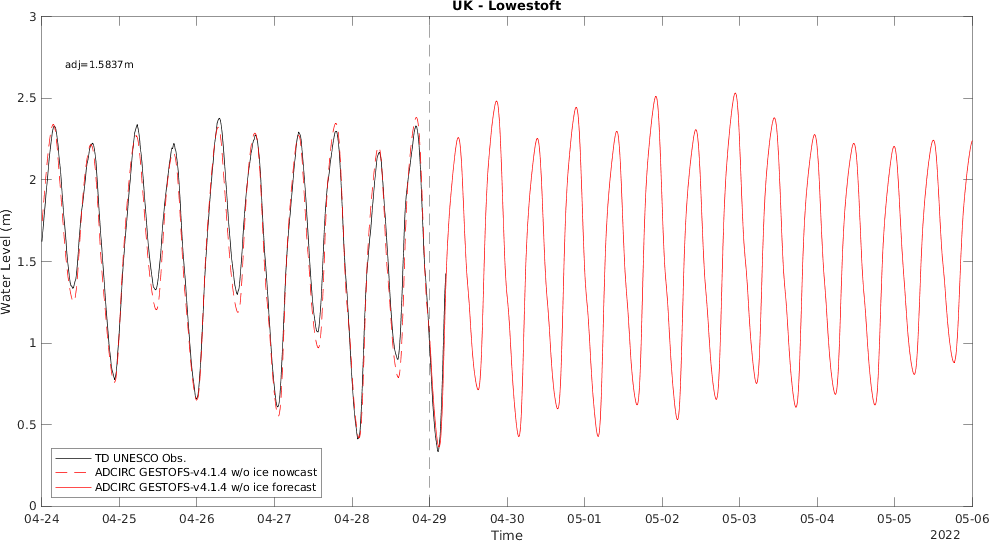 UK - Lowestoft
adj=1.5837m
3
2.5
2
1.5
1
0.5
0
Water Level (m)
TD UNESCO Obs.
ADCIRC GESTOFS-v4.1.4 w/o ice nowcast
ADCIRC GESTOFS-v4.1.4 w/o ice forecast
04-24 04-25 04-26 04-27 04-28 04-29 04-30 05-01 05-02 05-03 05-04 05-05 05-06
Time
2022